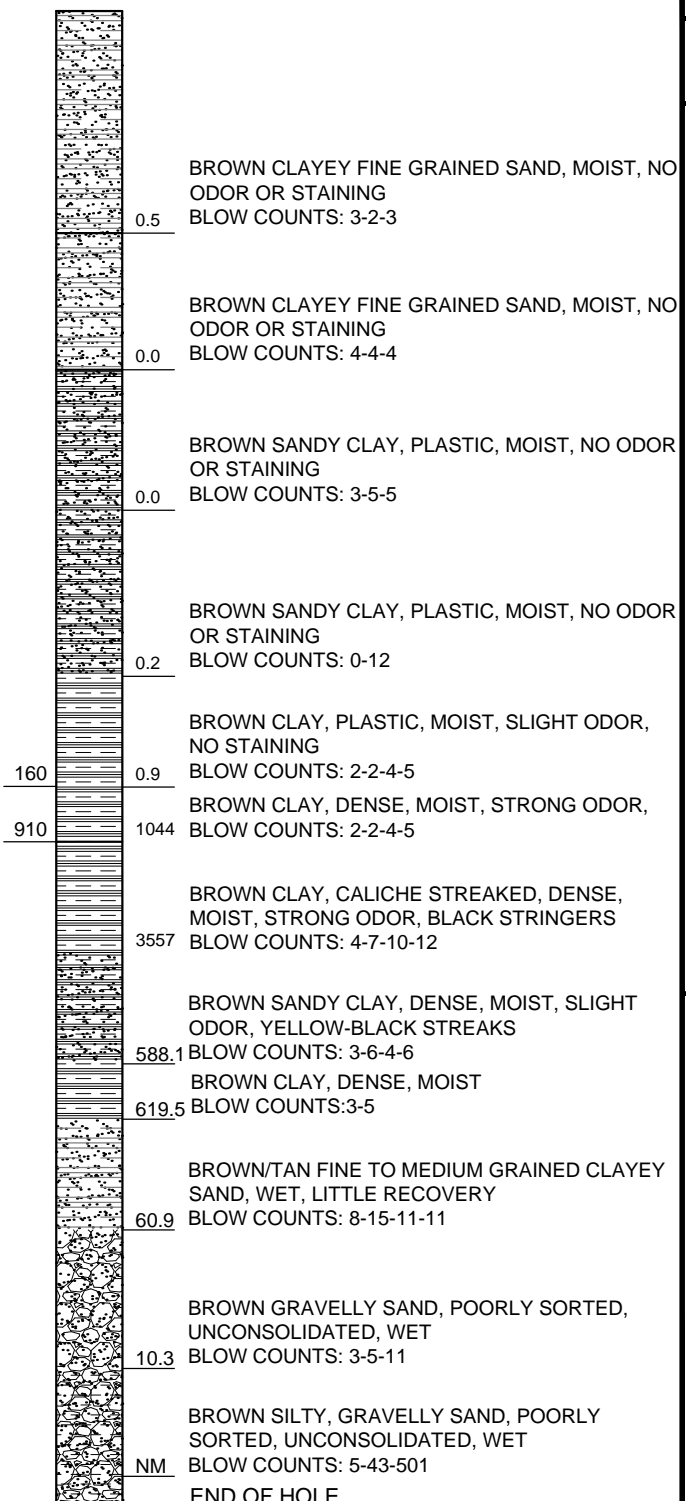 BROWN CLAYEY FINE GRAINED SAND, MOIST, NO
ODOR OR STAINING
0.5 BLOW COUNTS: 3-2-3
BROWN CLAYEY FINE GRAINED SAND, MOIST, NO
ODOR OR STAINING
0.0 BLOW COUNTS: 4-4-4
BROWN SANDY CLAY, PLASTIC, MOIST, NO ODOR
OR STAINING
0.0 BLOW COUNTS: 3-5-5
BROWN SANDY CLAY, PLASTIC, MOIST, NO ODOR
OR STAINING
0.2 BLOW COUNTS: 0-12
BROWN CLAY, PLASTIC, MOIST, SLIGHT ODOR,
NO STAINING
160 0.9 BLOW COUNTS: 2-2-4-5
BROWN CLAY, DENSE, MOIST, STRONG ODOR,
910 1044 BLOW COUNTS: 2-2-4-5
BROWN CLAY, CALICHE STREAKED, DENSE,
MOIST, STRONG ODOR, BLACK STRINGERS
3557 BLOW COUNTS: 4-7-10-12
BROWN SANDY CLAY, DENSE, MOIST, SLIGHT
ODOR, YELLOW-BLACK STREAKS
588.1 BLOW COUNTS: 3-6-4-6
BROWN CLAY, DENSE, MOIST
619.5 BLOW COUNTS:3-5
BROWN/TAN FINE TO MEDIUM GRAINED CLAYEY
SAND, WET, LITTLE RECOVERY
60.9 BLOW COUNTS: 8-15-11-11
BROWN GRAVELLY SAND, POORLY SORTED,
UNCONSOLIDATED, WET
10.3 BLOW COUNTS: 3-5-11
BROWN SILTY, GRAVELLY SAND, POORLY
SORTED, UNCONSOLIDATED, WET
NM BLOW COUNTS: 5-43-501
END OF HOLE